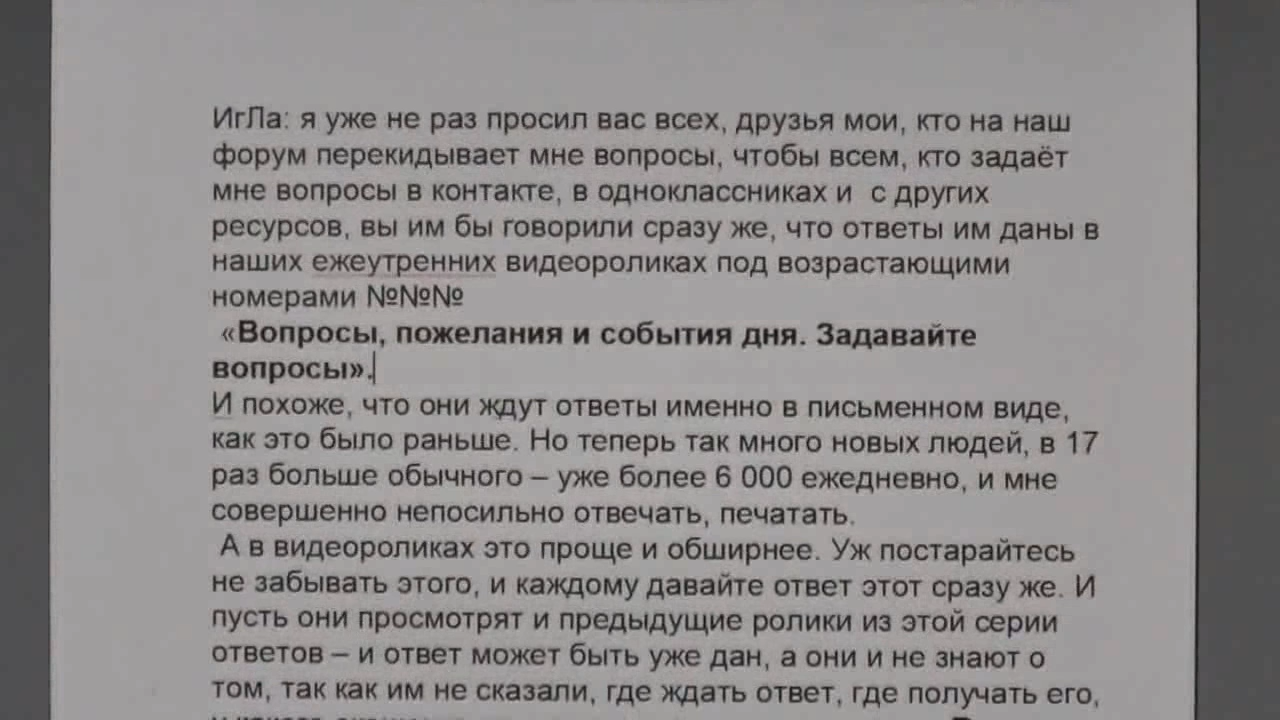 ИгЛа: я уже не раз просил вас всех, друзья мои, кто на наш
форум перекидывает мне вопросы, чтобы всем, кто задаёт
мне вопросы в контакте, в одноклассниках и  с других
ресурсов, вы им бы говорили сразу же, что ответы им даны в
наших ежеутренних видеороликах под возрастающими
номерами №№№
«Вопросы, пожелания и события дня. Задавайте
вопросы».
И похоже, что они ждут ответы именно в письменном виде,
как это было раньше. Но теперь так много новых людей, в 17
раз больше обычного – уже более 6 000 ежедневно, и мне
совершенно непосильно отвечать, печатать.
А в видеороликах это проще и обширнее. Уж постарайтесь
не забывать этого, и каждому давайте ответ этот сразу же. И
пусть они просмотрят и предыдущие ролики из этой серии
ответов – и ответ может быть уже дан, а они и не знают о
том, так как им не сказали, где ждать ответ, где получать его,